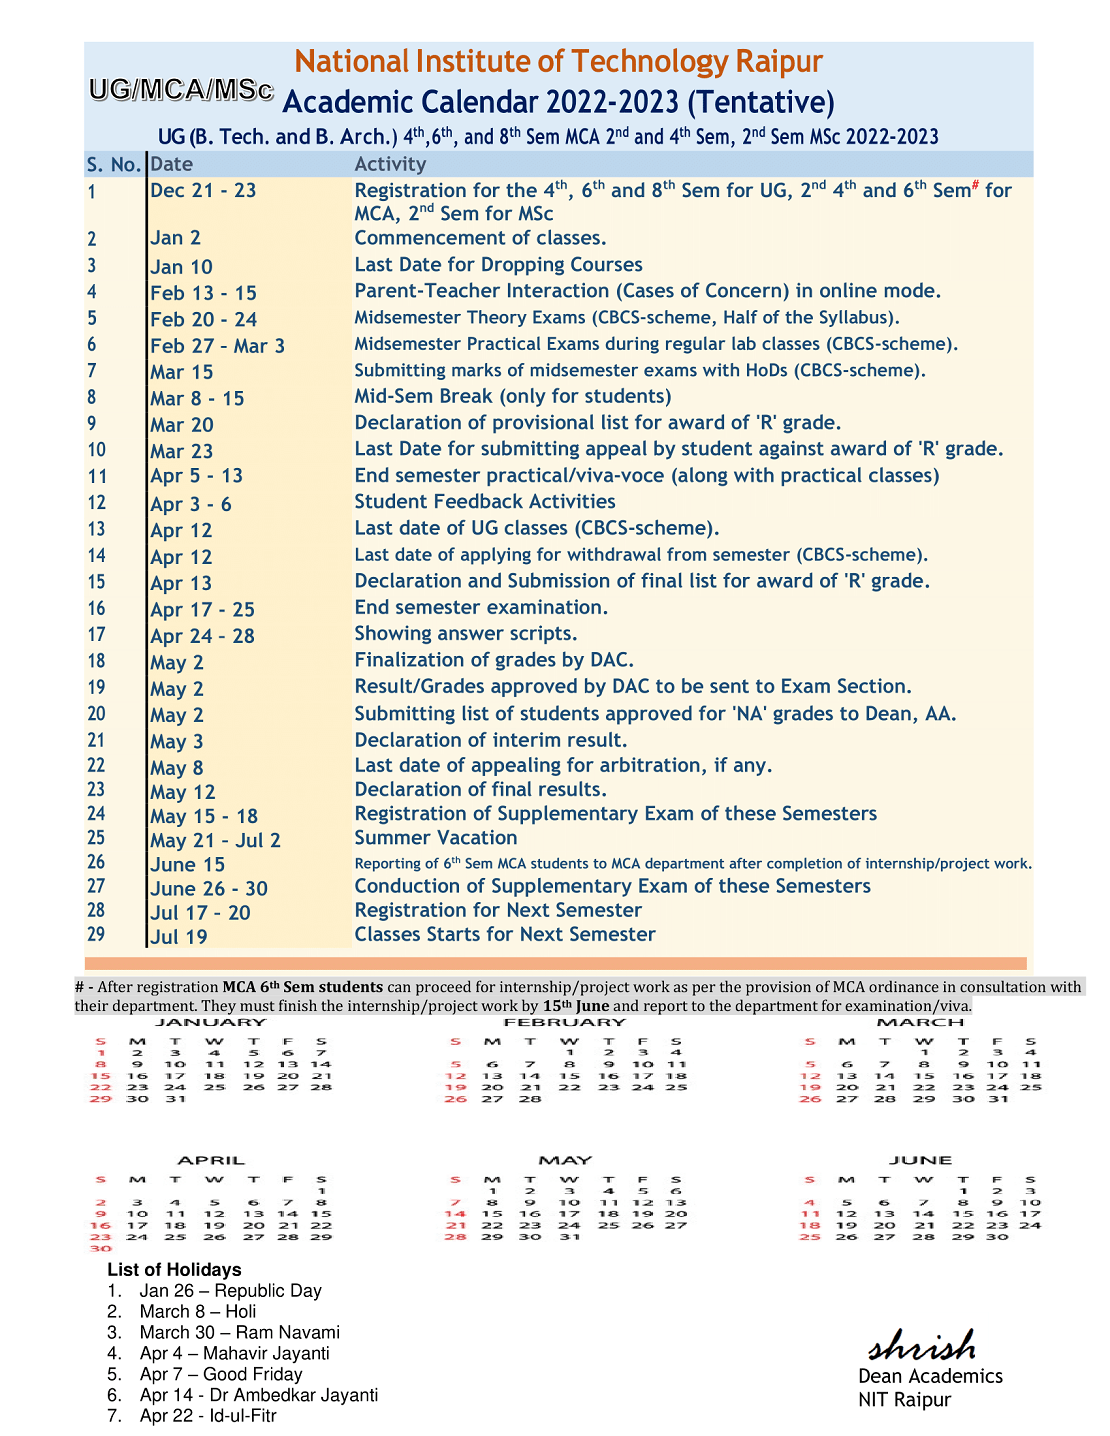 National Institute of Technology Raipur
UG/MCA/MSc
Academic Calendar 2022-2023 (Tentative)
UG (B. Tech. and B. Arch.) 4th,6th, and 8th Sem MCA 2nd and 4th Sem, 2nd Sem MSc 2022-2023
S. No. Date Activity
1 Dec 21 - 23 Registration for the 4th, 6th and 8th Sem for UG, 2nd 4th and 6th Sem# for
MCA, 2nd Sem for MSc
2 Jan 2 Commencement of classes.
3 Jan 10 Last Date for Dropping Courses
4 Feb 13 - 15 Parent-Teacher Interaction (Cases of Concern) in online mode.
5 Feb 20 - 24 Midsemester Theory Exams (CBCS-scheme, Half of the Syllabus).
6 Feb 27 – Mar 3 Midsemester Practical Exams during regular lab classes (CBCS-scheme).
7 Mar 15 Submitting marks of midsemester exams with HoDs (CBCS-scheme).
8 Mar 8 - 15 Mid-Sem Break (only for students)
9 Mar 20 Declaration of provisional list for award of 'R' grade.
10 Mar 23 Last Date for submitting appeal by student against award of 'R' grade.
11 Apr 5 - 13 End semester practical/viva-voce (along with practical classes)
12 Apr 3 - 6 Student Feedback Activities
13 Apr 12 Last date of UG classes (CBCS-scheme).
14 Apr 12 Last date of applying for withdrawal from semester (CBCS-scheme).
15 Apr 13 Declaration and Submission of final list for award of 'R' grade.
16 Apr 17 - 25 End semester examination.
17 Apr 24 – 28 Showing answer scripts.
18 May 2 Finalization of grades by DAC.
19 May 2 Result/Grades approved by DAC to be sent to Exam Section.
20 May 2 Submitting list of students approved for 'NA' grades to Dean, AA.
21 May 3 Declaration of interim result.
22 May 8 Last date of appealing for arbitration, if any.
23 May 12 Declaration of final results.
24 May 15 - 18 Registration of Supplementary Exam of these Semesters
25 May 21 – Jul 2 Summer Vacation
26 June 15 Reporting of 6th Sem MCA students to MCA department after completion of internship/project work.
27 June 26 - 30 Conduction of Supplementary Exam of these Semesters
28 Jul 17 – 20 Registration for Next Semester
29 Jul 19 Classes Starts for Next Semester
# - After registration MCA 6th Sem students can proceed for internship/project work as per the provision of MCA ordinance in consultation with
their department. They must finish the internship/project work by 15th June and report to the department for examination/viva.
JANUARY
S M T W T F S
1 2 3 4 5 6 7
8 9 10 11 12 13 14
15 16 17 18 19 20 21
22 23 24 25 26 27 28
29 30 31
FEBRUARY
S M T W T F S
1 2 3 4
5 6 7 8 9 10 11
12 13 14 15 16 17 18
19 20 21 22 23 24 25
26 27 28
MARCH
S M T W T F S
1 2 3 4
5 6 7 8 9 10 11
12 13 14 15 16 17 18
19 20 21 22 23 24 25
26 27 28 29 30 31
APRIL
S M T W T F S
1
2 3 4 5 6 7 8
9 10 11 12 13 14 15
16 17 18 19 20 21 22
23 24 25 26 27 28 29
30
MAY
S M T W T F S
1 2 3 4 5 6
7 8 9 10 11 12 13
14 15 16 17 18 19 20
21 22 23 24 25 26 27
28 29 30 31
JUNE
S M T W T F S
1 2 3
4 5 6 7 8 9 10
11 12 13 14 15 16 17
18 19 20 21 22 23 24
25 26 27 28 29 30
List of Holidays
1. Jan 26 – Republic Day
2. March 8 – Holi
3. March 30 – Ram Navami
4. Apr 4 – Mahavir Jayanti
5. Apr 7 – Good Friday
6. Apr 14 - Dr Ambedkar Jayanti
7. Apr 22 - Id-ul-Fitr
shrish
Dean Academics
NIT Raipur